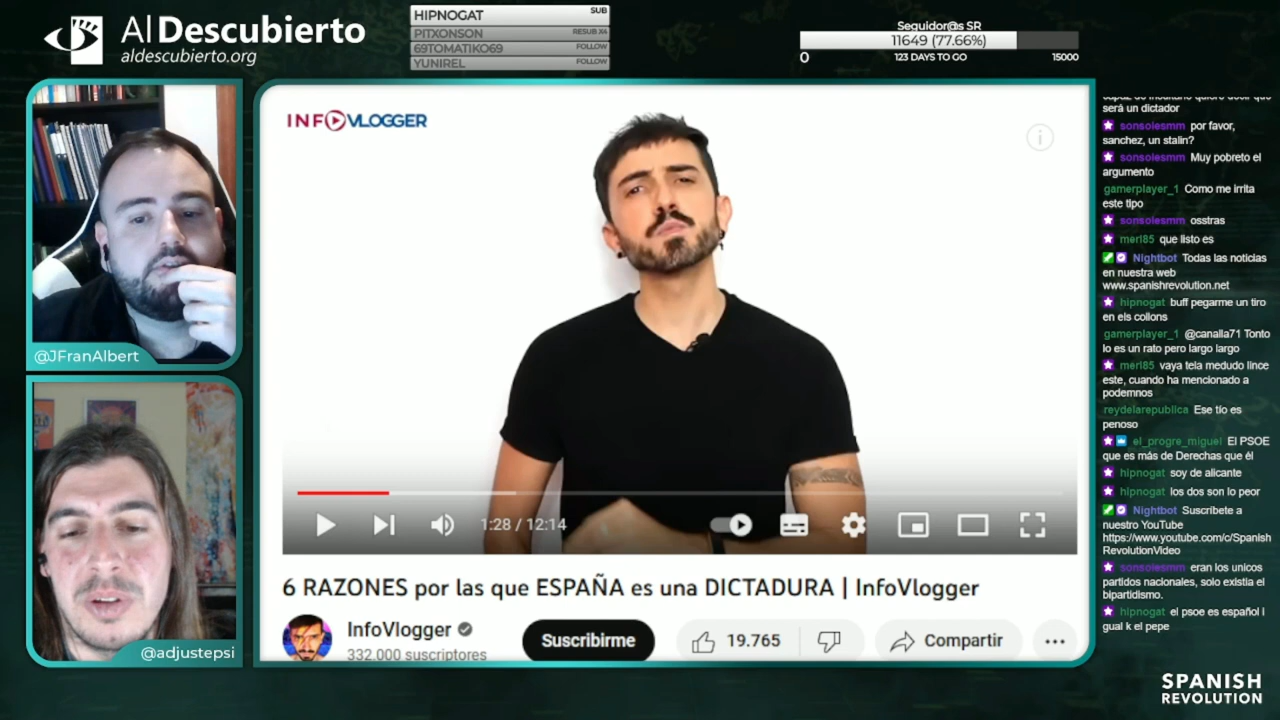 Al Descubierto
aldescubierto.org
HIPNOGAT SUB
PITXONSON RESUB X4
69TOMATIKO69 FOLLOW
YUNIREL FOLLOW
Seguidor@s SR
11649 (77.66%)
0 123 DAYS TO GO 15000
@JFranAlbert
@adjustepsi
INFOVLOGGER
1:28 / 12:14
6 RAZONES por las que ESPAÑA es una DICTADURA | InfoVlogger
InfoVlogger
332.000 suscriptores
Suscribirme
19.765
Compartir
será un dictador
sonsolesmm por favor,
sanchez, un stalin?
sonsolesmm Muy pobreto el
argumento
gamerplayer_1 Como me irrita
este tipo
sonsolesmm osstras
meri85 que listo es
Nightbot Todas las noticias
en nuestra web
www.spanishrevolution.net
hipnogat buff pegarme un tiro
en els collons
gamerplayer_1 @canalla71 Tonto
lo es un rato pero largo largo
meri85 vaya tela medudo lince
este, cuando ha mencionado a
podemnos
reydelarepublica Ese tío es
penoso
el_progre_miguel El PSOE
que es más de Derechas que él
hipnogat soy de alicante
hipnogat los dos son lo peor
Nightbot Suscribete a
nuestro YouTube
https://www.youtube.com/c/Spanish
RevolutionVideo
sonsolesmm eran los unicos
partidos nacionales, solo existia el
bipartidismo.
hipnogat el psoe es español i
gual k el pepe
SPANISH
REVOLUTION